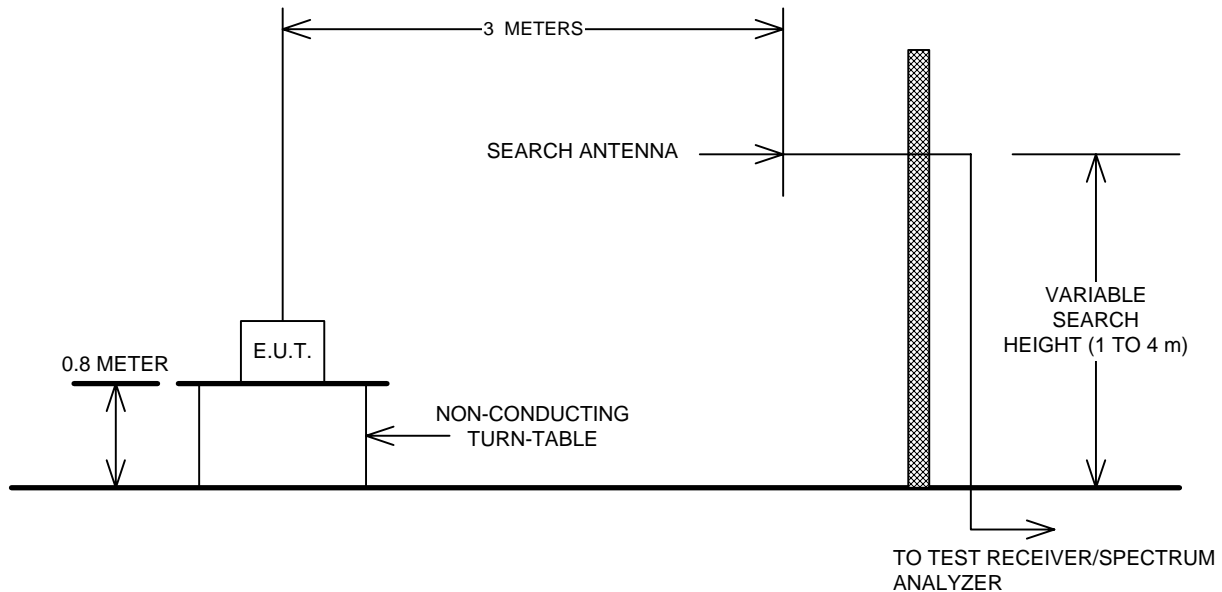 3 METERS
SEARCH ANTENNA
E.U.T.
0.8 METER
NON-CONDUCTING
TURN-TABLE
VARIABLE
SEARCH
HEIGHT (1 TO 4 m)
TO TEST RECEIVER/SPECTRUM
ANALYZER